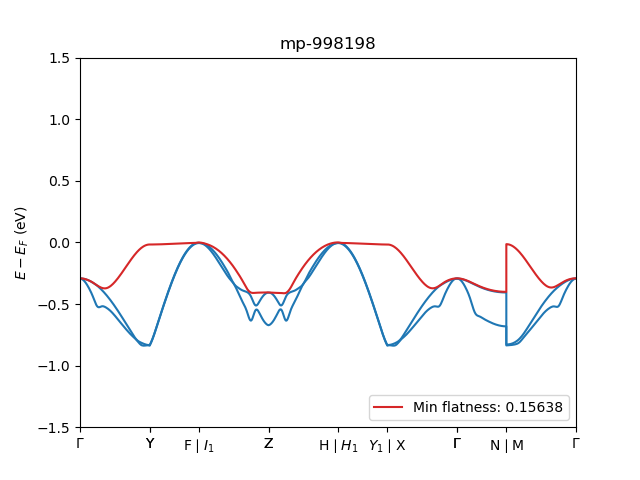 mp-998198
E − E_F (eV)
1.5
1.0
0.5
0.0
−0.5
−1.0
−1.5
Min flatness: 0.15638
Γ Y F | I₁ Z H | H₁ Y₁ | X Γ N | M Γ